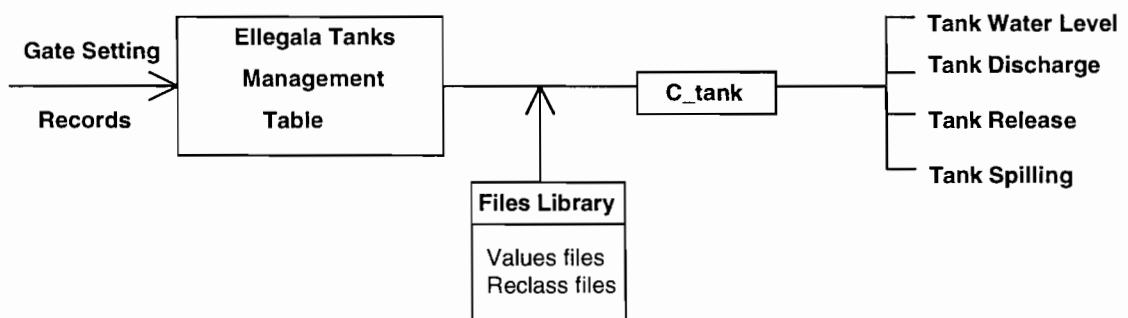 Gate Setting
Records
Ellegala Tanks
Management
Table
Files Library
Values files
Reclass files
C_tank
Tank Water Level
Tank Discharge
Tank Release
Tank Spilling